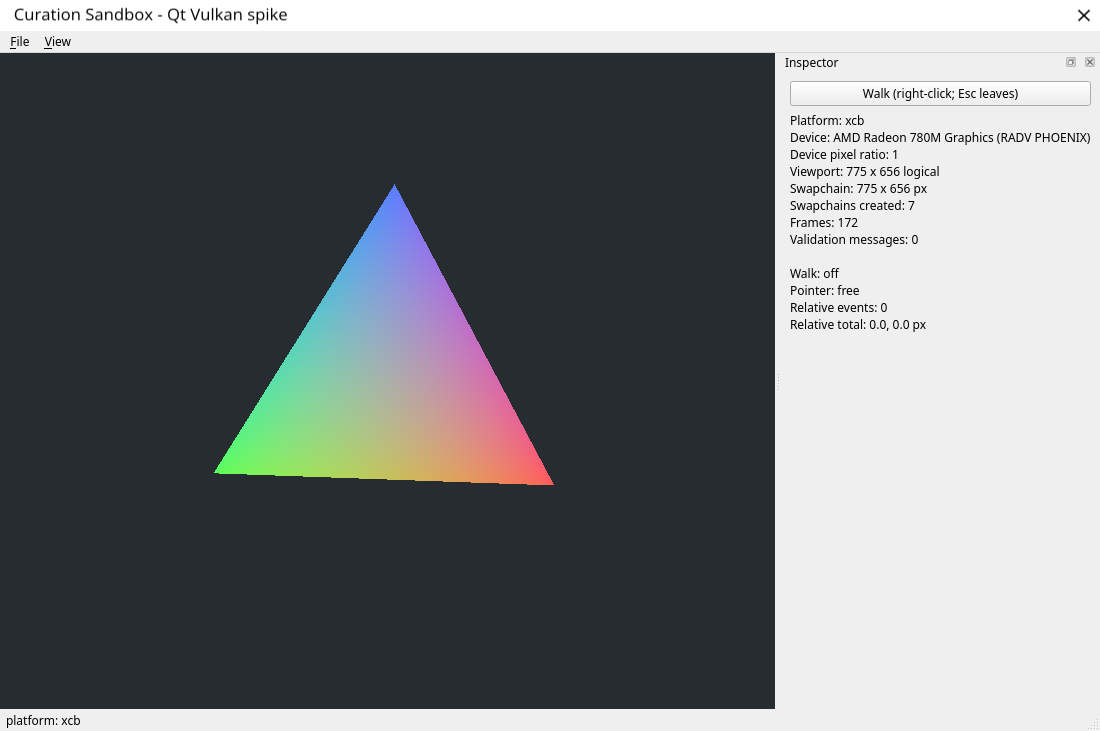 Curation Sandbox - Qt Vulkan spike
File View
Inspector
Walk (right-click; Esc leaves)
Platform: xcb
Device: AMD Radeon 780M Graphics (RADV PHOENIX)
Device pixel ratio: 1
Viewport: 775 x 656 logical
Swapchain: 775 x 656 px
Swapchains created: 7
Frames: 172
Validation messages: 0
Walk: off
Pointer: free
Relative events: 0
Relative total: 0.0, 0.0 px
platform: xcb